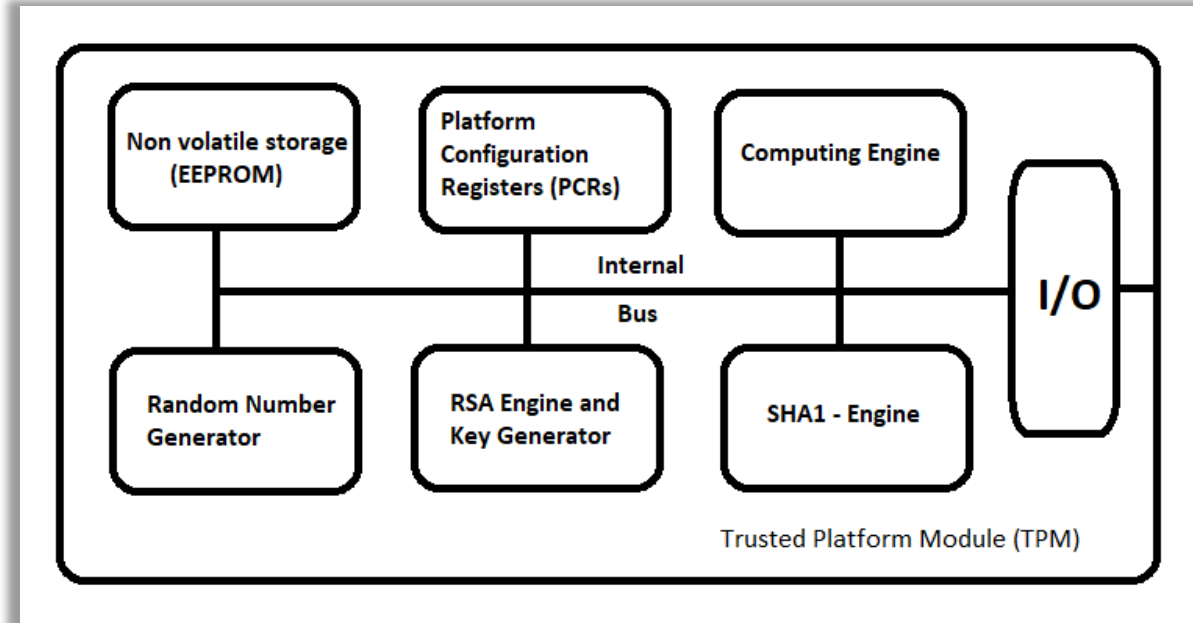 Non volatile storage
(EEPROM)
Platform
Configuration
Registers (PCRs)
Computing Engine
Internal
Bus
I/O
Random Number
Generator
RSA Engine and
Key Generator
SHA1 - Engine
Trusted Platform Module (TPM)